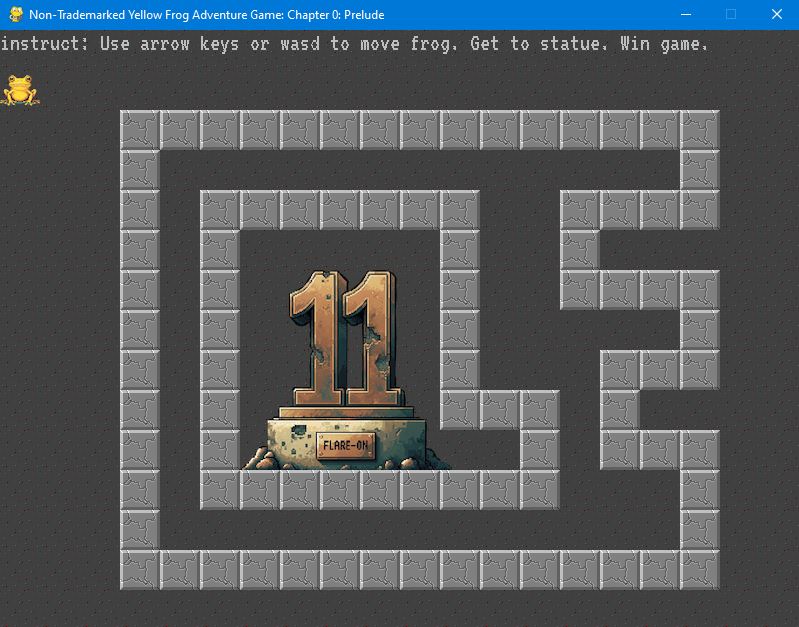 Non-Trademarked Yellow Frog Adventure Game: Chapter 0: Prelude
instruct: Use arrow keys or wasd to move frog. Get to statue. Win game.
11
FLARE-ON